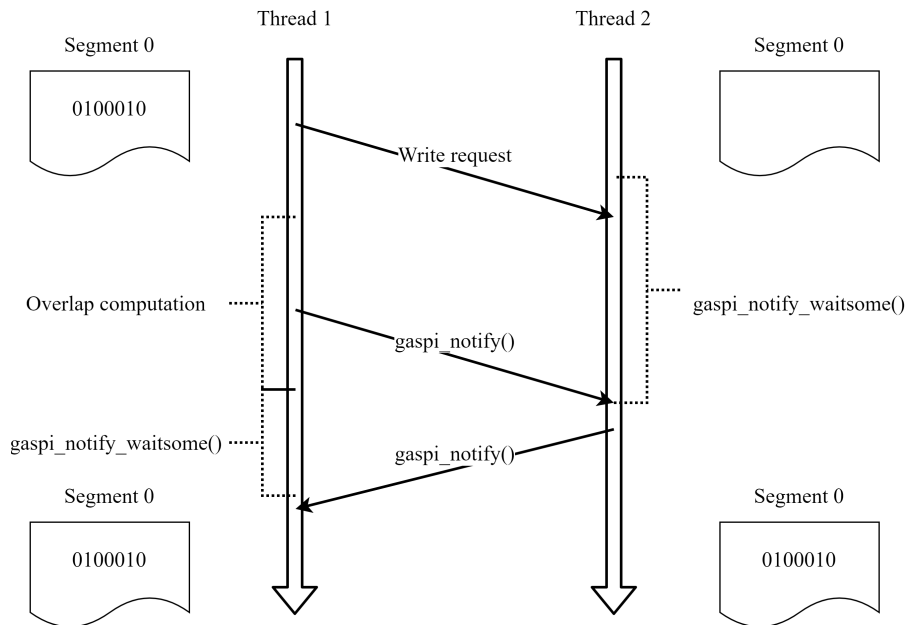 Thread 1
Thread 2
Segment 0
Segment 0
0100010
Write request
Overlap computation
gaspi_notify_waitsome()
gaspi_notify()
gaspi_notify_waitsome()
gaspi_notify()
Segment 0
Segment 0
0100010
0100010